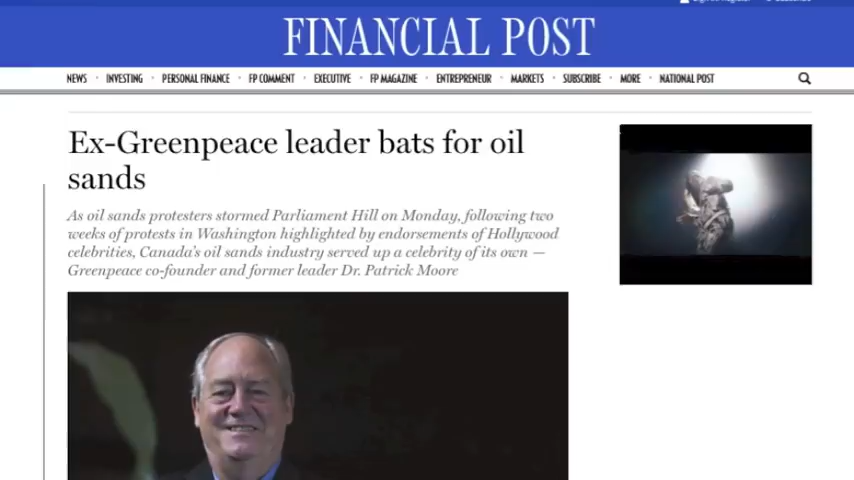 FINANCIAL POST
NEWS · INVESTING · PERSONAL FINANCE · FP COMMENT · EXECUTIVE · FP MAGAZINE · ENTREPRENEUR · MARKETS · SUBSCRIBE · MORE · NATIONAL POST
Ex-Greenpeace leader bats for oil
sands
As oil sands protesters stormed Parliament Hill on Monday, following two
weeks of protests in Washington highlighted by endorsements of Hollywood
celebrities, Canada's oil sands industry served up a celebrity of its own —
Greenpeace co-founder and former leader Dr. Patrick Moore